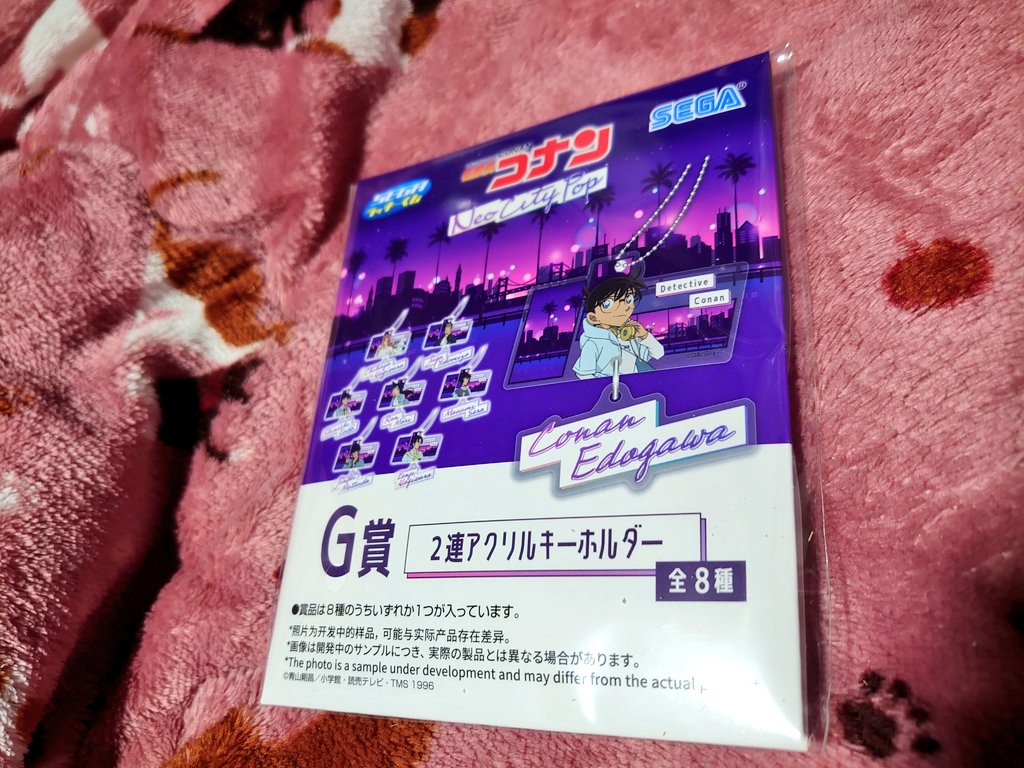 SEGA®
コナン
Neo City Pop
Detective
Conan
Conan
Edogawa
G賞
2連アクリルキーホルダー
全8種
●賞品は8種のうちいずれか1つが入っています。
*照片为开发中的样品，可能与实际产品存在差异。
*画像は開発中のサンプルにつき、実際の製品とは異なる場合があります。
*The photo is a sample under development and may differ from the actual
©青山剛昌／小学館・読売テレビ・TMS 1996